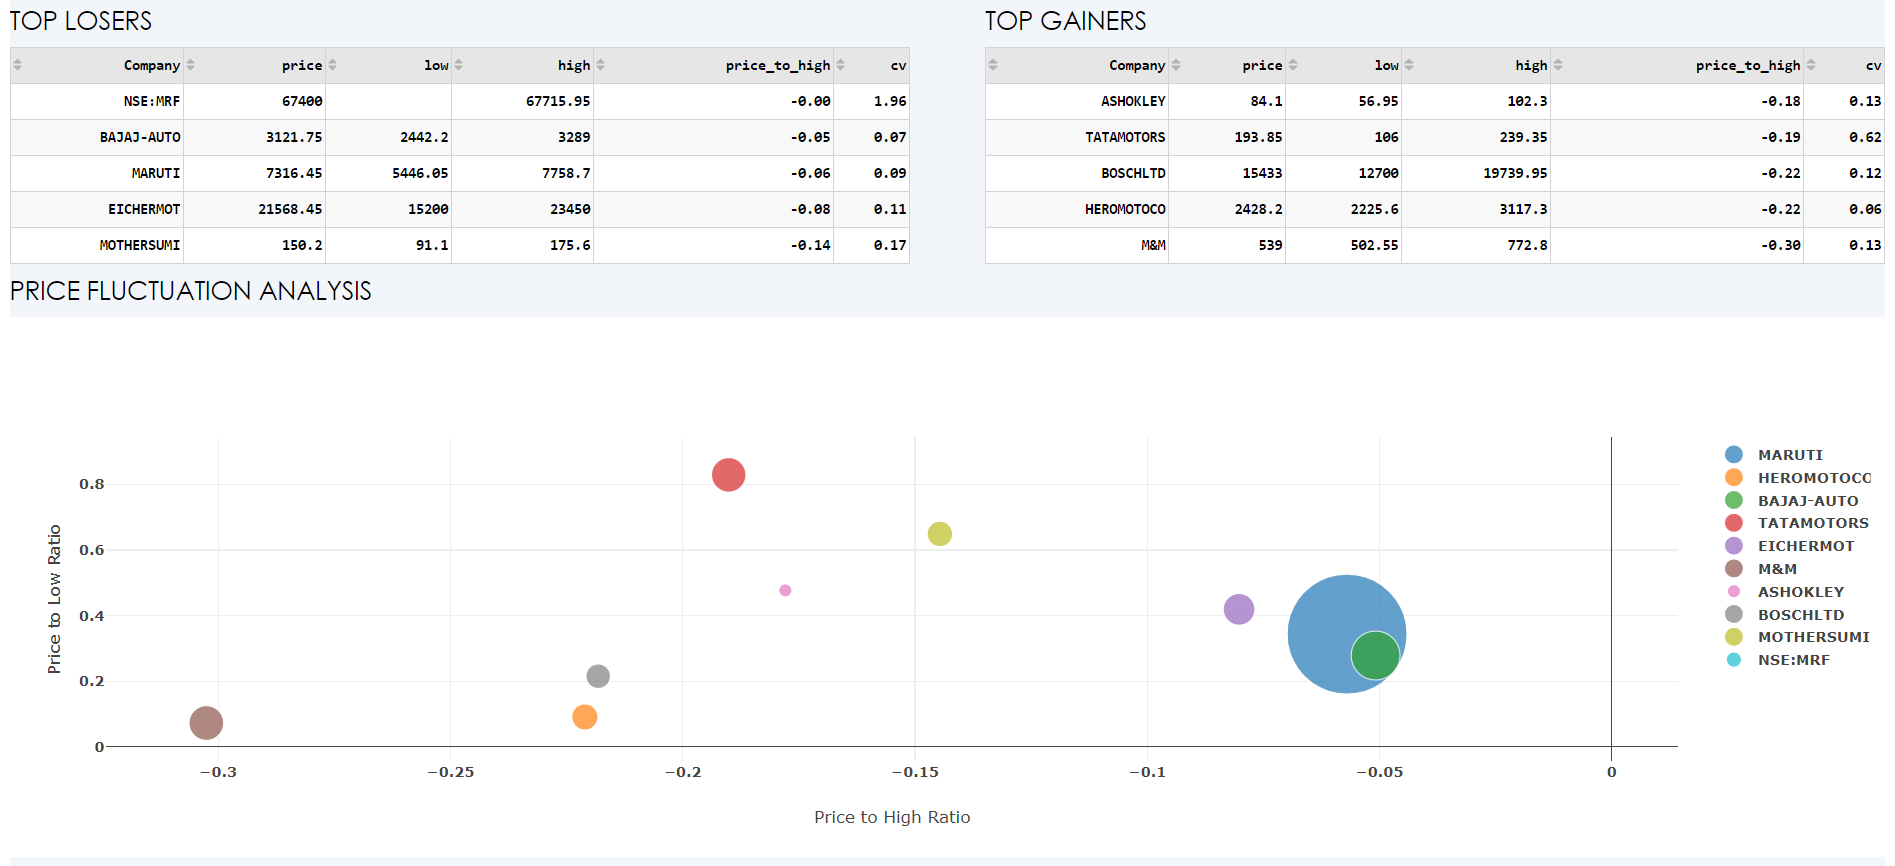 TOP LOSERS
Company price low high price_to_high cv
NSE:MRF 67400 67715.95 -0.00 1.96
BAJAJ-AUTO 3121.75 2442.2 3289 -0.05 0.07
MARUTI 7316.45 5446.05 7758.7 -0.06 0.09
EICHERMOT 21568.45 15200 23450 -0.08 0.11
MOTHERSUMI 150.2 91.1 175.6 -0.14 0.17
TOP GAINERS
Company price low high price_to_high cv
ASHOKLEY 84.1 56.95 102.3 -0.18 0.13
TATAMOTORS 193.85 106 239.35 -0.19 0.62
BOSCHLTD 15433 12700 19739.95 -0.22 0.12
HEROMOTOCO 2428.2 2225.6 3117.3 -0.22 0.06
M&M 539 502.55 772.8 -0.30 0.13
PRICE FLUCTUATION ANALYSIS
Price to Low Ratio
0.8
0.6
0.4
0.2
0
−0.3 −0.25 −0.2 −0.15 −0.1 −0.05 0
Price to High Ratio
MARUTI
HEROMOTOCO
BAJAJ-AUTO
TATAMOTORS
EICHERMOT
M&M
ASHOKLEY
BOSCHLTD
MOTHERSUMI
NSE:MRF